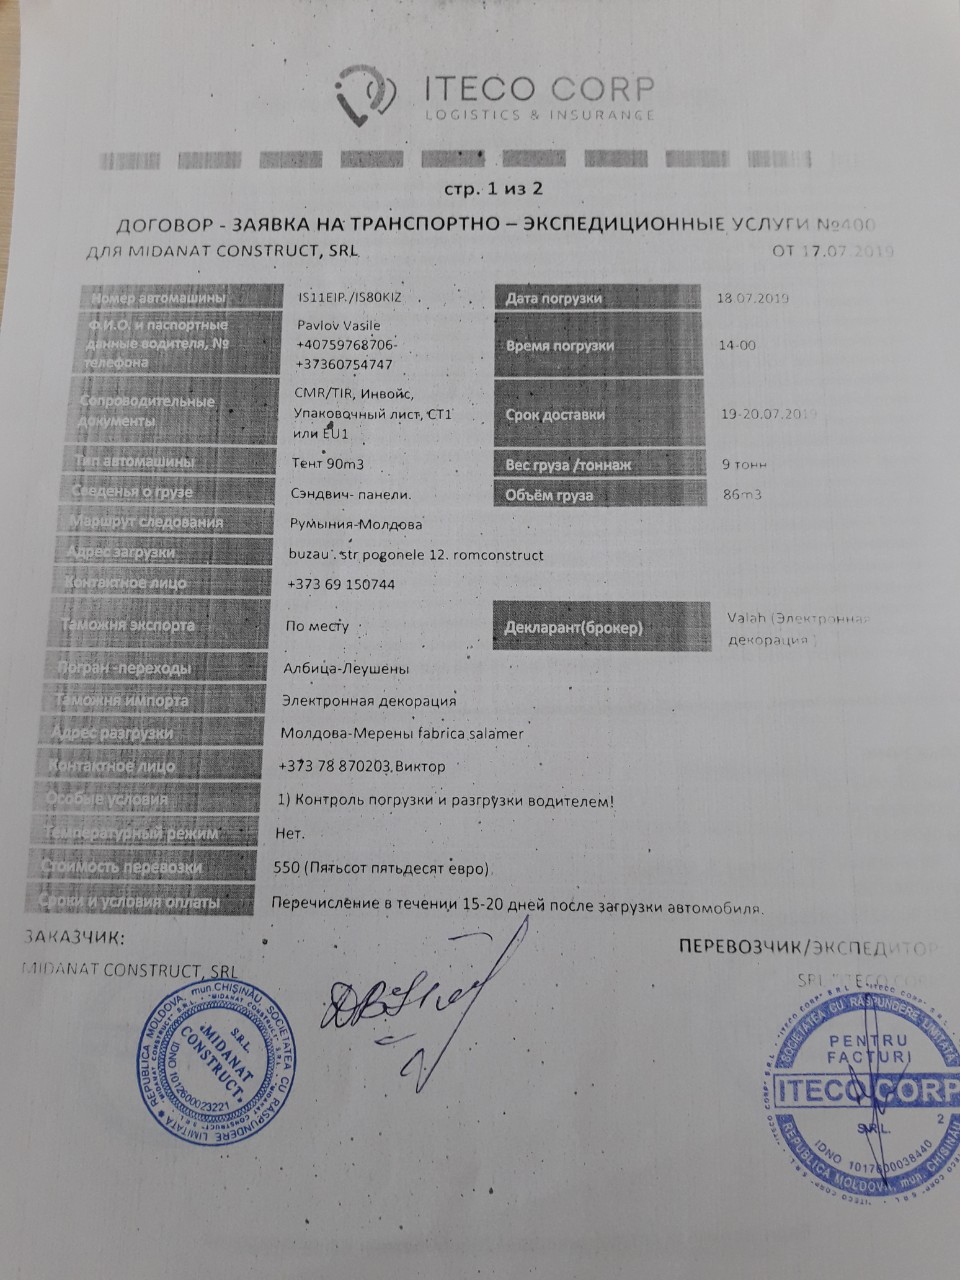 ITECO CORP
LOGISTICS & INSURANCE
стр. 1 из 2
ДОГОВОР - ЗАЯВКА НА ТРАНСПОРТНО – ЭКСПЕДИЦИОННЫЕ УСЛУГИ №400
ДЛЯ MIDANAT CONSTRUCT, SRL
ОТ 17.07.2019
Номер автомашины
IS11EIP./IS80KIZ
Дата погрузки
18.07.2019
Ф.И.О. и паспортные
данные водителя, №
телефона
Pavlov Vasile
+40759768706-
+37360754747
Время погрузки
14-00
Сопроводительные
документы
CMR/TIR, Инвойс,
Упаковочный лист, СТ1
или EU1
Срок доставки
19-20.07.2019
Тип автомашины
Тент 90m3
Вес груза /тоннаж
9 тонн
Сведенья о грузе
Сэндвич- панели.
Объём груза
86m3
Маршрут следования
Румыния-Молдова
Адрес загрузки
buzau. str pogonele 12. romconstruct
Контактное лицо
+373 69 150744
Таможня экспорта
По месту
Декларант(брокер)
Valah (Электронная
декорация)
Погран -переходы
Албица-Леушены
Таможня импорта
Электронная декорация
Адрес разгрузки
Молдова-Мерены fabrica salamer
Контактное лицо
+373 78 870203 Виктор
Особые условия
1) Контроль погрузки и разгрузки водителем!
Температурный режим
Нет.
Стоимость перевозки
550 (Пятьсот пятьдесят евро)
Сроки и условия оплаты
Перечисление в течении 15-20 дней после загрузки автомобиля.
ЗАКАЗЧИК:
ПЕРЕВОЗЧИК/ЭКСПЕДИТОР
MIDANAT CONSTRUCT, SRL
SRL "ITECO CO
REPUBLICA MOLDOVA, mun.CHIȘINĂU
SOCIETATEA CU RĂSPUNDERE LIMITATĂ
S.R.L.
«MIDANAT
CONSTRUCT»
IDNO 1012600023221
SOCIETATEA CU RĂSPUNDERE LIMITATĂ
PENTRU
FACTURI
ITECO CORP
2
S.R.L.
IDNO 1017600038440
REPUBLICA MOLDOVA, mun. CHIȘINĂU